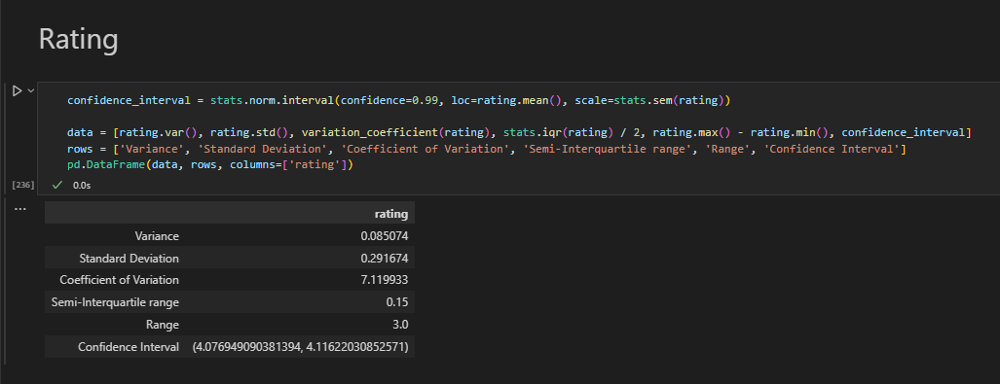 Rating
confidence_interval = stats.norm.interval(confidence=0.99, loc=rating.mean(), scale=stats.sem(rating))
data = [rating.var(), rating.std(), variation_coefficient(rating), stats.iqr(rating) / 2, rating.max() - rating.min(), confidence_interval]
rows = ['Variance', 'Standard Deviation', 'Coefficient of Variation', 'Semi-Interquartile range', 'Range', 'Confidence Interval']
pd.DataFrame(data, rows, columns=['rating'])
[236] 0.0s
...
rating
Variance 0.085074
Standard Deviation 0.291674
Coefficient of Variation 7.119933
Semi-Interquartile range 0.15
Range 3.0
Confidence Interval (4.076949090381394, 4.11622030852571)